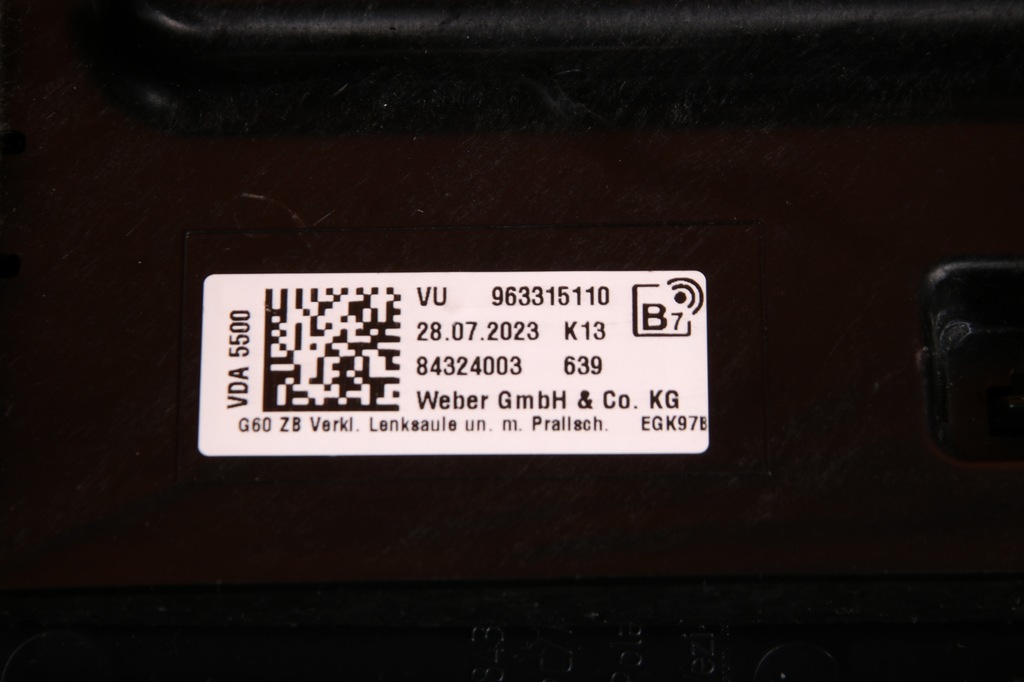 VDA 5500
VU 963315110
28.07.2023 K13
84324003 639
Weber GmbH & Co. KG
G60 ZB Verkl. Lenksaule un. m. Prallsch. EGK97B
B7